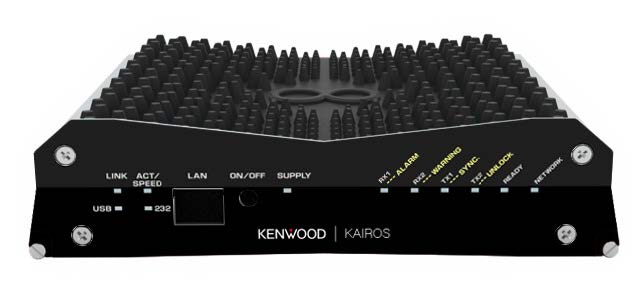 LINK ACT/
SPEED LAN ON/OFF SUPPLY
RX1 --- ALARM
RX2 --- WARNING
TX1 --- SYNC.
TX2 --- UNLOCK
READY
NETWORK
USB 232
KENWOOD | KAIROS